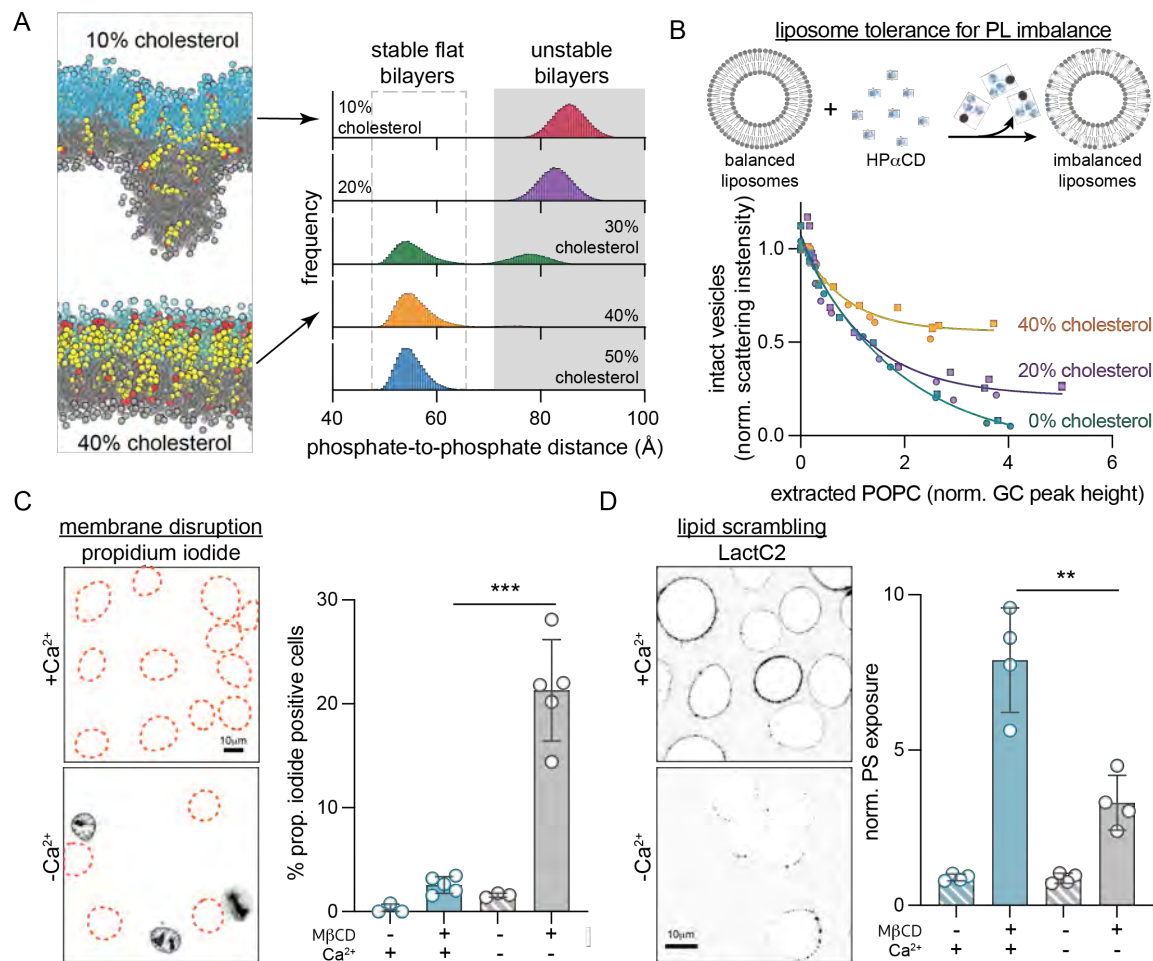 A
10% cholesterol
40% cholesterol
stable flat
bilayers
unstable
bilayers
10%
cholesterol
20%
30%
cholesterol
40%
50%
cholesterol
frequency
40
60
80
100
phosphate-to-phosphate distance (Å)
B
liposome tolerance for PL imbalance
+
balanced
liposomes
HPαCD
imbalanced
liposomes
intact vesicles
(norm. scattering instensity)
1.0
0.5
0.0
40% cholesterol
20% cholesterol
0% cholesterol
0
2
4
6
extracted POPC (norm. GC peak height)
C
membrane disruption
propidium iodide
+Ca²⁺
10μm
-Ca²⁺
% prop. iodide positive cells
30
20
10
0
***
MβCD - + - +
Ca²⁺ + + - -
D
lipid scrambling
LactC2
+Ca²⁺
-Ca²⁺
10μm
norm. PS exposure
10
5
0
**
MβCD - + - +
Ca²⁺ + + - -